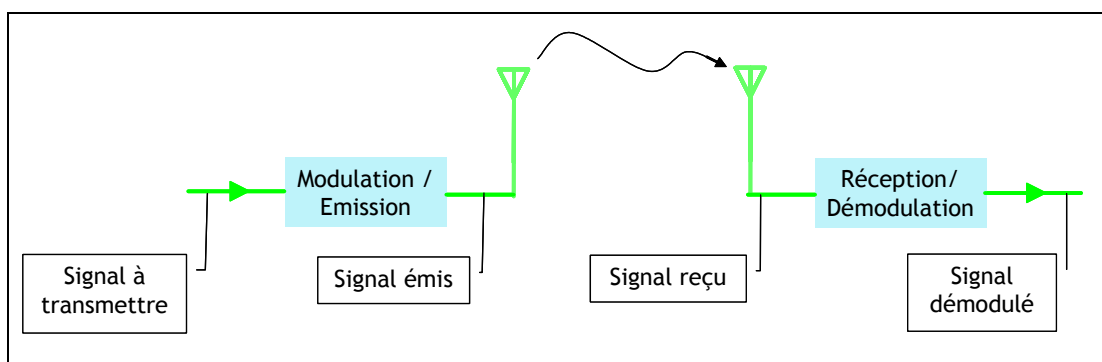 Modulation /
Emission
Réception/
Démodulation
Signal à
transmettre
Signal émis
Signal reçu
Signal
démodulé